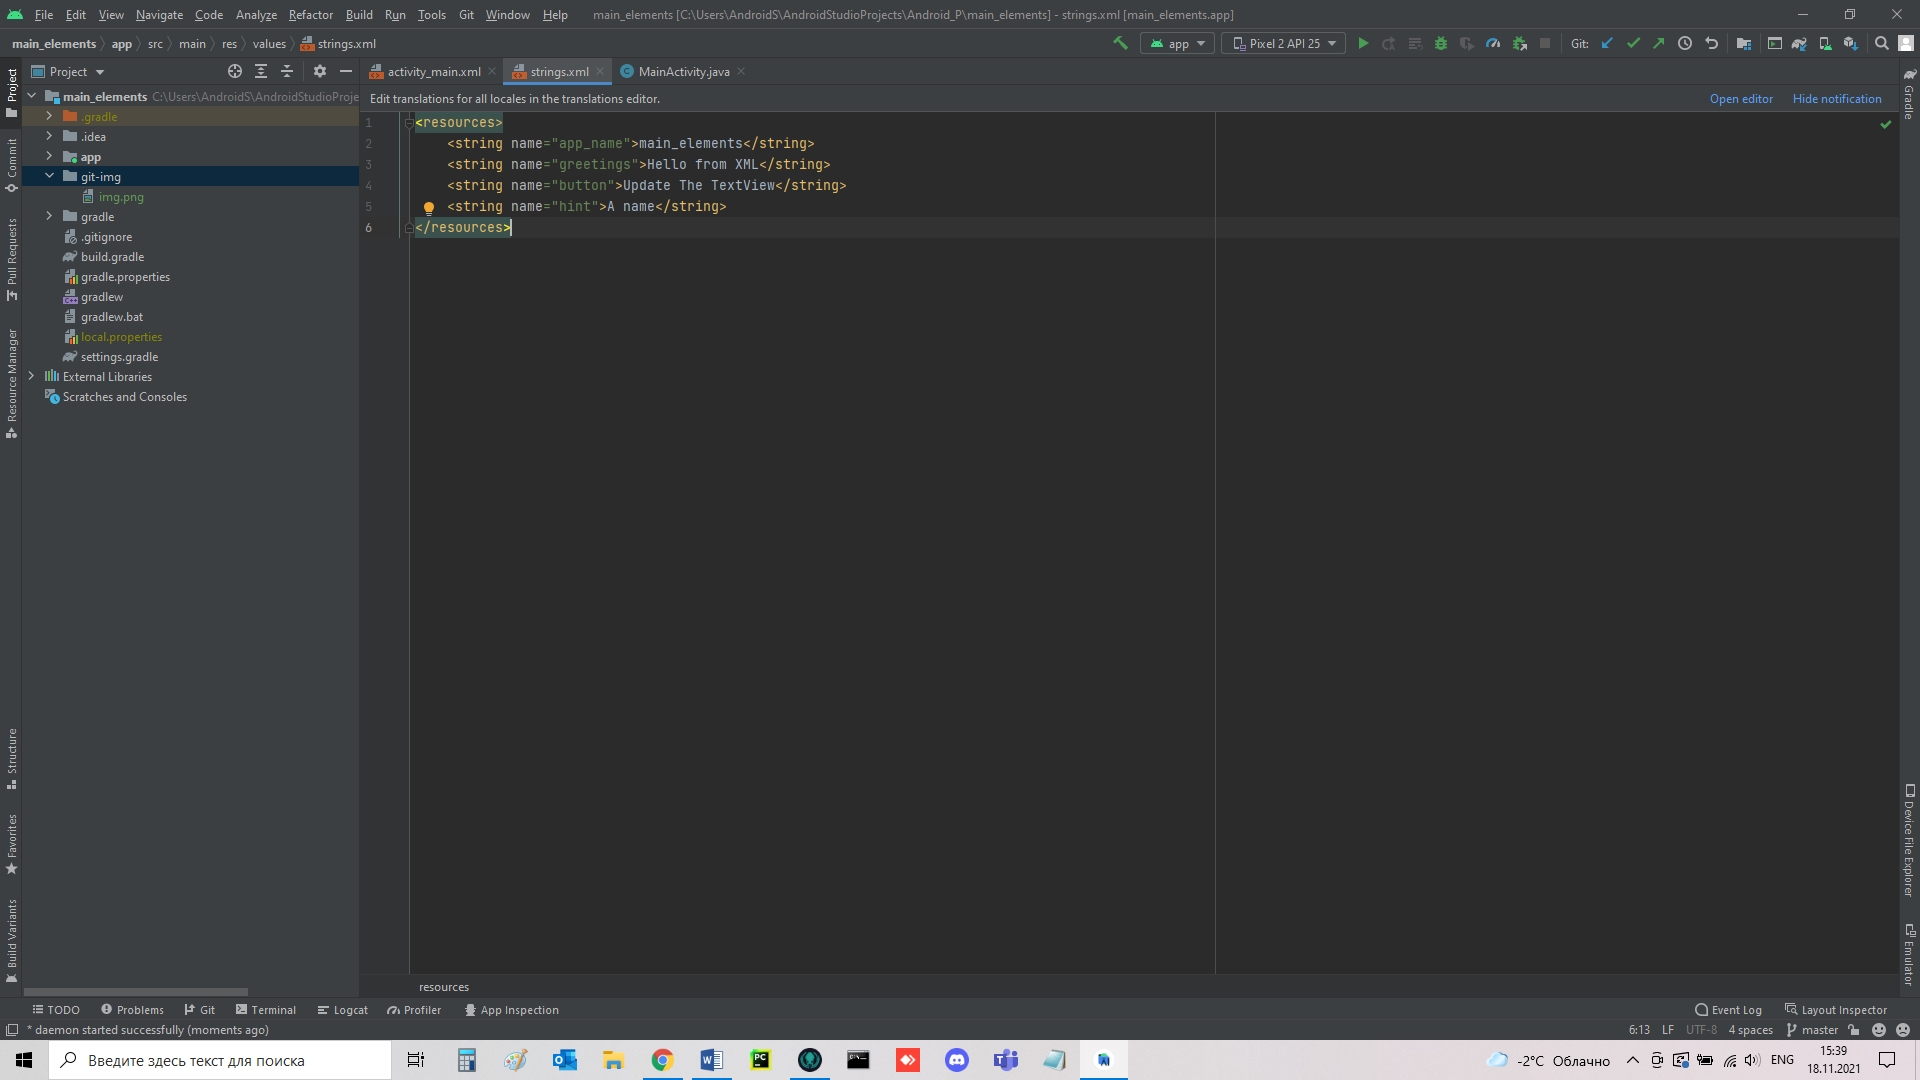 File Edit View Navigate Code Analyze Refactor Build Run Tools Git Window Help main_elements [C:\Users\AndroidS\AndroidStudioProjects\Android_P\main_elements] - strings.xml [main_elements.app]
main_elements app src main res values strings.xml app Pixel 2 API 25 Git:
Project activity_main.xml strings.xml MainActivity.java
Edit translations for all locales in the translations editor. Open editor Hide notification
main_elements C:\Users\AndroidS\AndroidStudioProje
.gradle
.idea
app
git-img
img.png
gradle
.gitignore
build.gradle
gradle.properties
gradlew
gradlew.bat
local.properties
settings.gradle
External Libraries
Scratches and Consoles
1 <resources>
2 <string name="app_name">main_elements</string>
3 <string name="greetings">Hello from XML</string>
4 <string name="button">Update The TextView</string>
5 <string name="hint">A name</string>
6 </resources>
Project
Commit
Pull Requests
Resource Manager
Structure
Favorites
Build Variants
Gradle
Device File Explorer
Emulator
resources
TODO Problems Git Terminal Logcat Profiler App Inspection Event Log Layout Inspector
* daemon started successfully (moments ago) 6:13 LF UTF-8 4 spaces master
Введите здесь текст для поиска -2°C Облачно ENG 15:39
18.11.2021